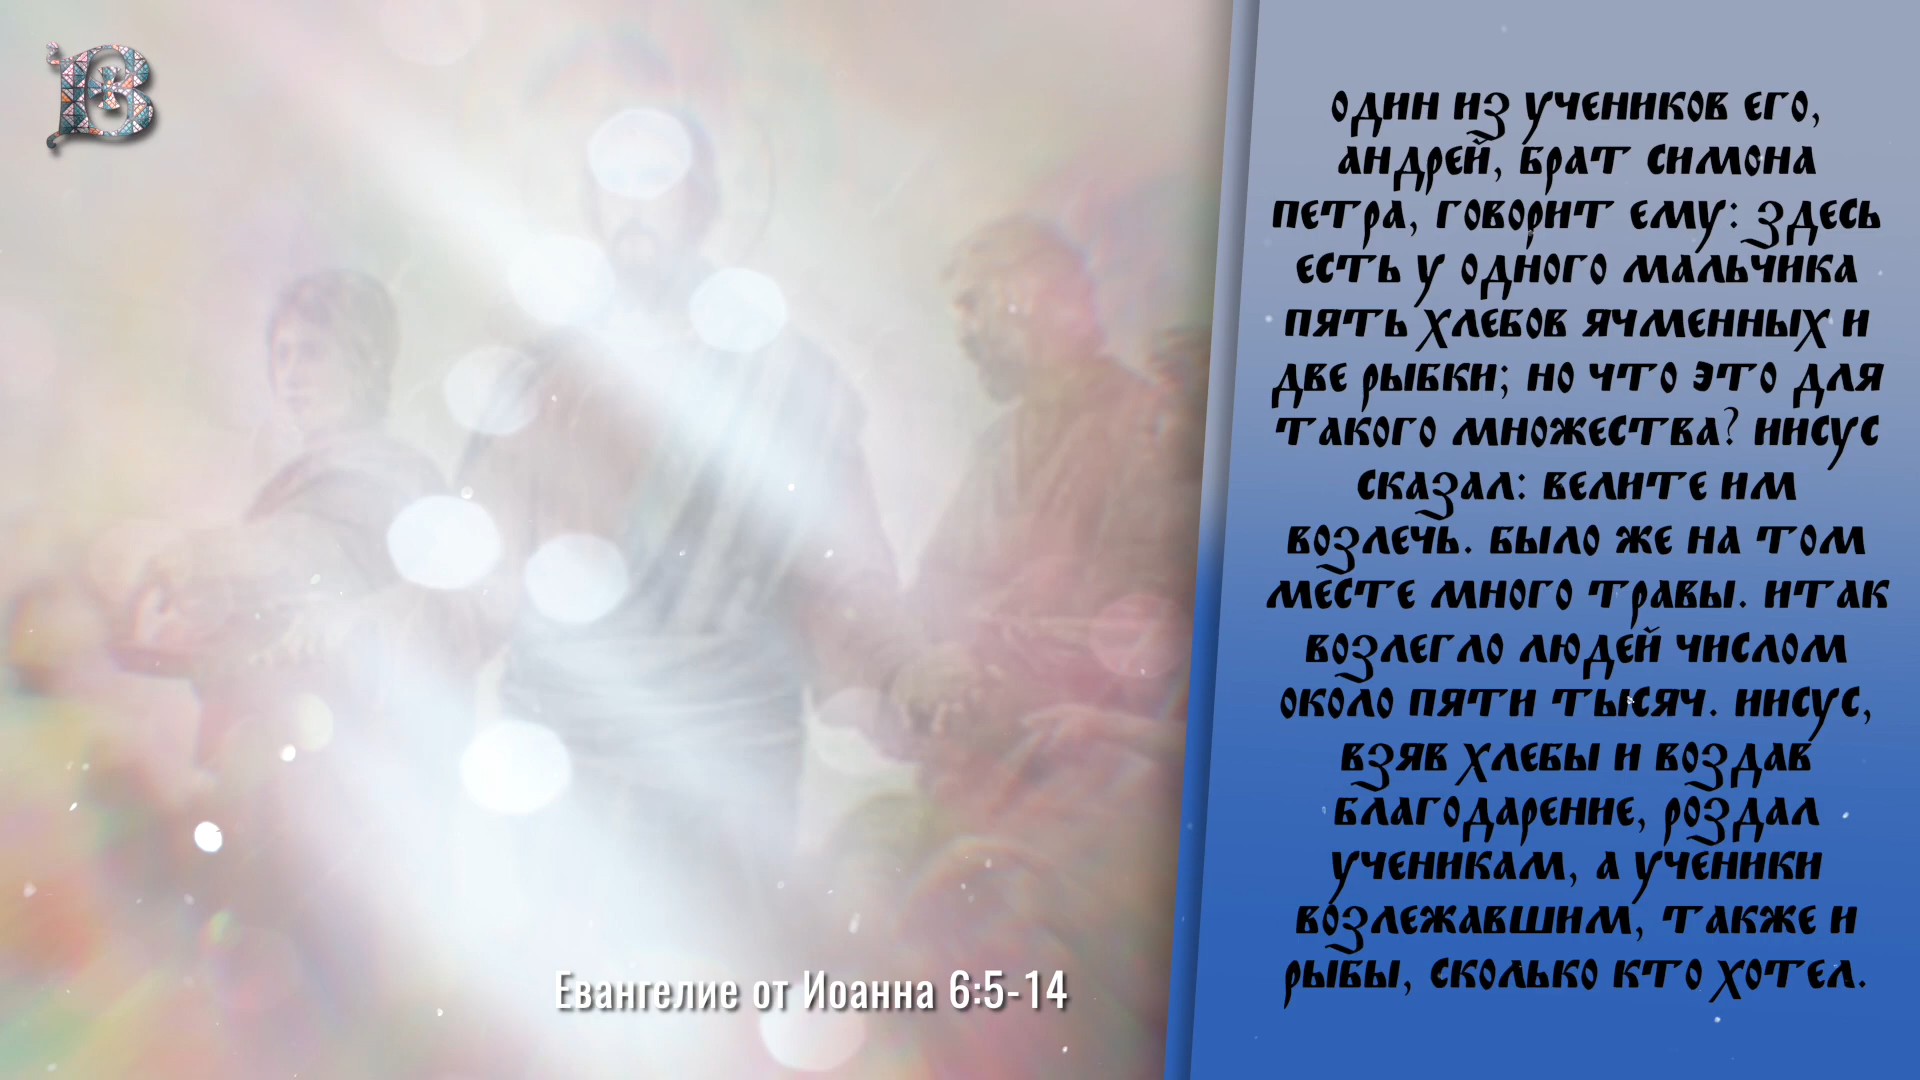 один из учеников его,
андрей, брат симона
петра, говорит ему: здесь
есть у одного мальчика
пять хлебов ячменных и
две рыбки; но что это для
такого множества? иисус
сказал: велите им
возлечь. было же на том
месте много травы. итак
возлегло людей числом
около пяти тысяч. иисус,
взяв хлебы и воздав
благодарение, роздал
ученикам, а ученики
возлежавшим, также и
рыбы, сколько кто хотел.
Евангелие от Иоанна 6:5-14
В